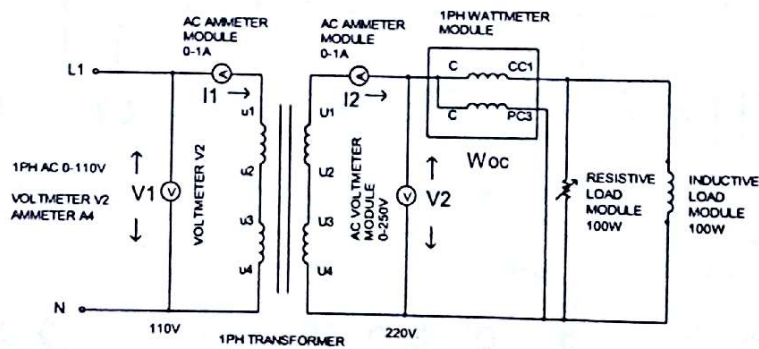 AC AMMETER
MODULE
0-1A
AC AMMETER
MODULE
0-1A
1PH WATTMETER
MODULE
L1
I1
I2
C
CC1
C
PC3
Woc
u1
u2
u3
u4
U1
U2
U3
U4
1PH AC 0-110V
VOLTMETER V2
AMMETER A4
V1
V
VOLTMETER V2
AC VOLTMETER
MODULE
0-250V
V
V2
RESISTIVE
LOAD
MODULE
100W
INDUCTIVE
LOAD
MODULE
100W
N
110V
1PH TRANSFORMER
220V